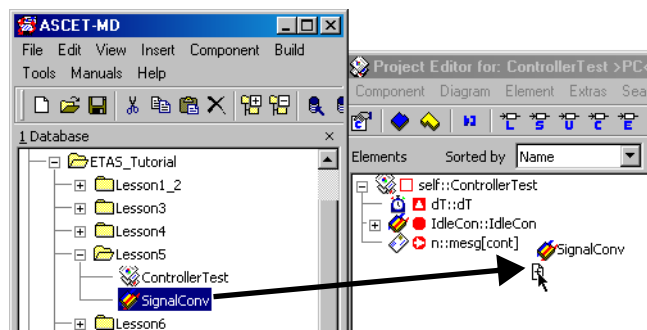 ASCET-MD
File Edit View Insert Component Build
Tools Manuals Help
1 Database
ETAS_Tutorial
Lesson1_2
Lesson3
Lesson4
Lesson5
ControllerTest
SignalConv
Lesson6
Project Editor for: ControllerTest >PC<
Component Diagram Element Extras Sea
L S U C E
Elements Sorted by Name
self::ControllerTest
dT::dT
IdleCon::IdleCon
n::mesg[cont]
SignalConv